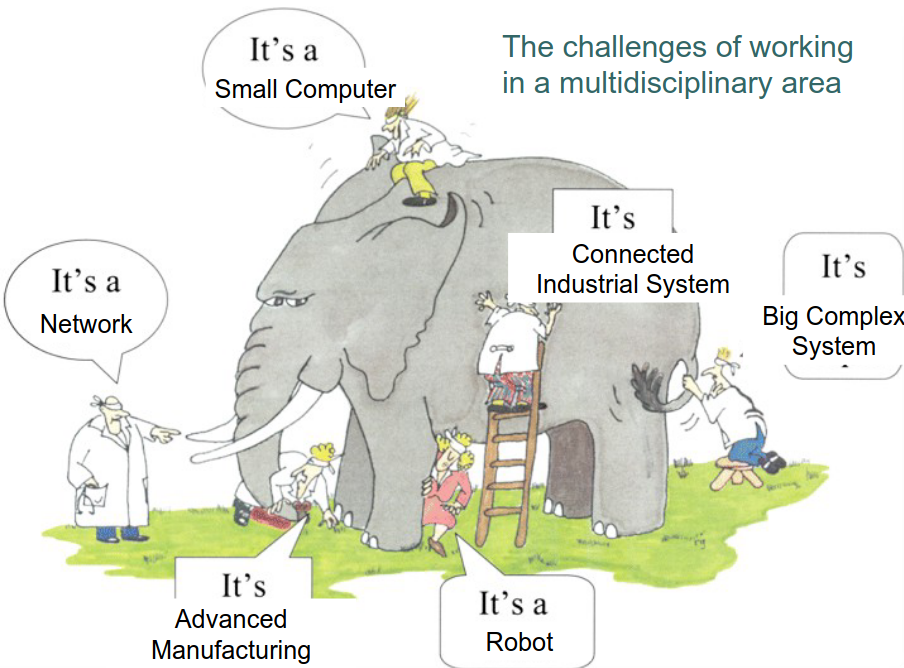 The challenges of working
in a multidisciplinary area
It's a
Small Computer
It's
Connected
Industrial System
It's
Big Complex
System
It's a
Network
It's
Advanced
Manufacturing
It's a
Robot